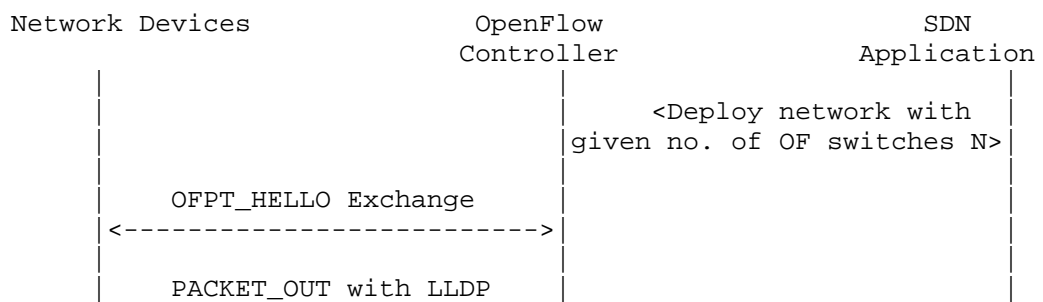 Network Devices OpenFlow SDN
Controller Application
<Deploy network with
given no. of OF switches N>
OFPT_HELLO Exchange
<-------------------------->
PACKET_OUT with LLDP